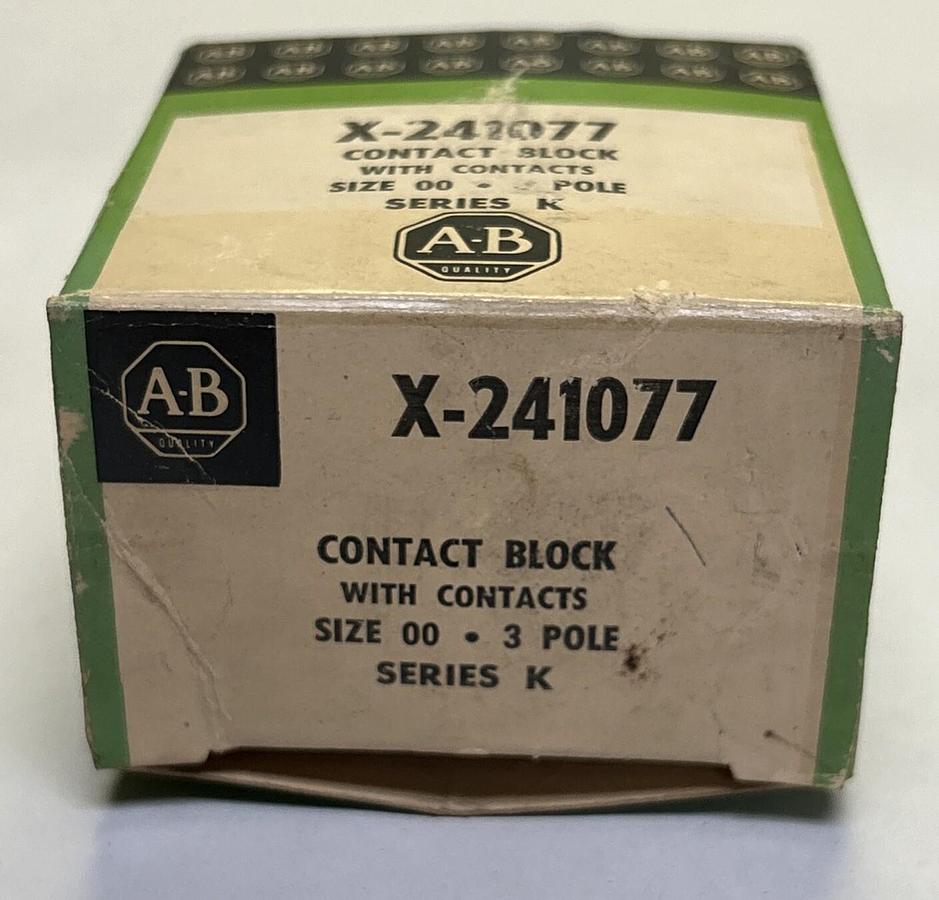 A-B A-B A-B A-B A-B A-B A-B A-B
A-B A-B A-B A-B A-B A-B A-B A-B
X-241077
CONTACT BLOCK
WITH CONTACTS
SIZE 00 • POLE
SERIES K
A-B
QUALITY
A-B
QUALITY
X-241077
CONTACT BLOCK
WITH CONTACTS
SIZE 00 • 3 POLE
SERIES K